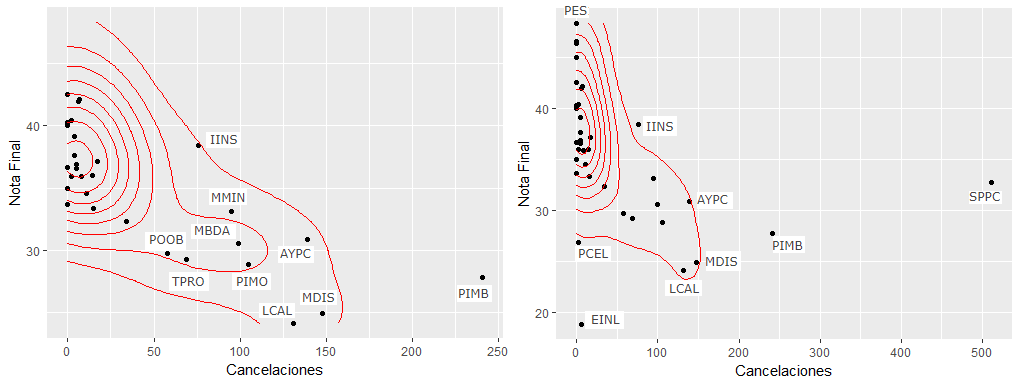 IINS
MMIN
MBDA
POOB
AYPC
TPRO
PIMO
MDIS
LCAL
PIMB
40
30
0
50
100
150
200
250
Cancelaciones
Nota Final
PES
IINS
AYPC
SPPC
PIMB
PCEL
MDIS
LCAL
EINL
40
30
20
0
100
200
300
400
500
Cancelaciones
Nota Final